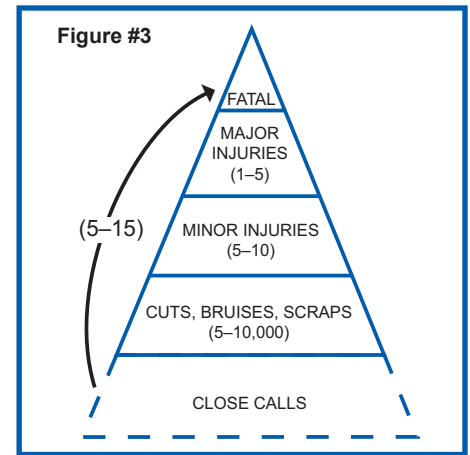 Figure #3
FATAL
MAJOR
INJURIES
(1–5)
(5–15)
MINOR INJURIES
(5–10)
CUTS, BRUISES, SCRAPS
(5–10,000)
CLOSE CALLS